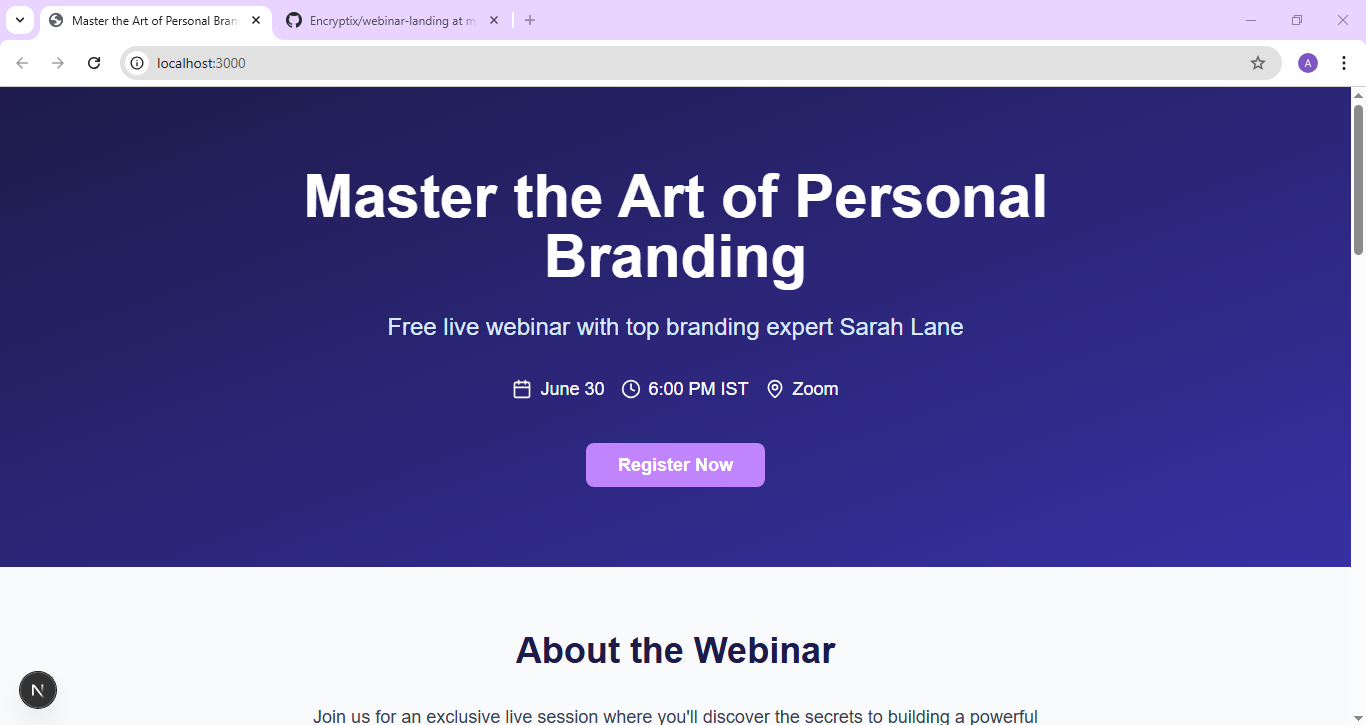 Master the Art of Personal Bran
Encryptix/webinar-landing at m
localhost:3000
A
Master the Art of Personal
Branding
Free live webinar with top branding expert Sarah Lane
June 30 6:00 PM IST Zoom
Register Now
About the Webinar
N
Join us for an exclusive live session where you'll discover the secrets to building a powerful